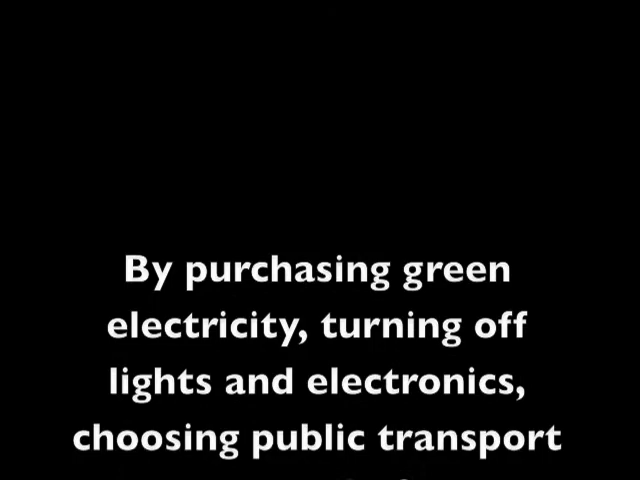 By purchasing green
electricity, turning off
lights and electronics,
choosing public transport